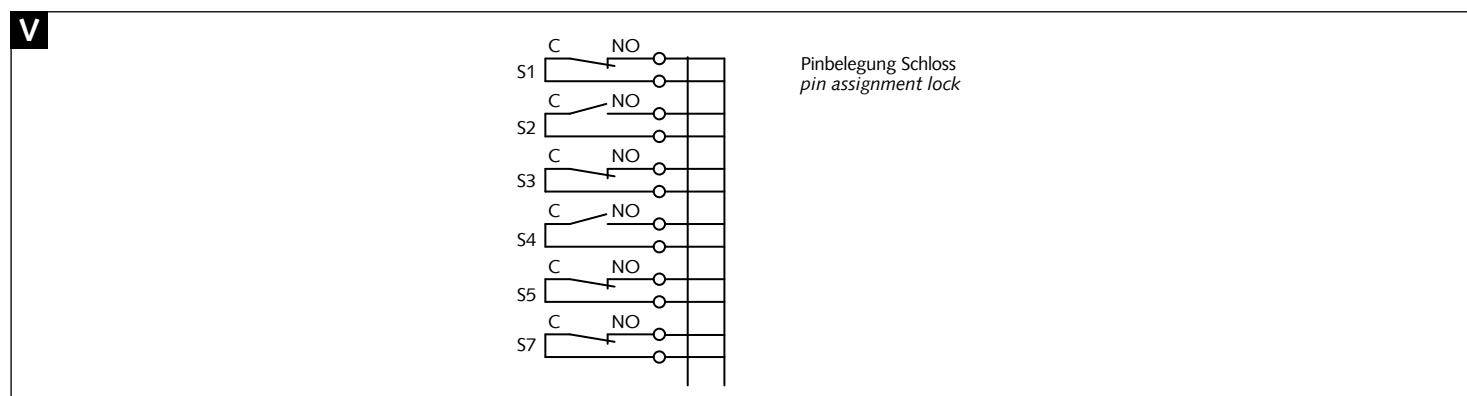 V
C NO
S1
C NO
S2
C NO
S3
C NO
S4
C NO
S5
C NO
S7
Pinbelegung Schloss
pin assignment lock